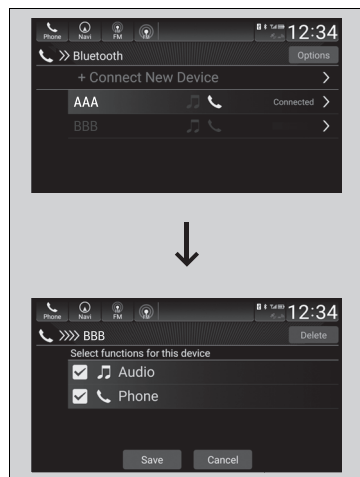 Phone Navi FM 12:34
Bluetooth Options
+ Connect New Device
AAA Connected
BBB
Phone Navi FM 12:34
BBB Delete
Select functions for this device
Audio
Phone
Save Cancel